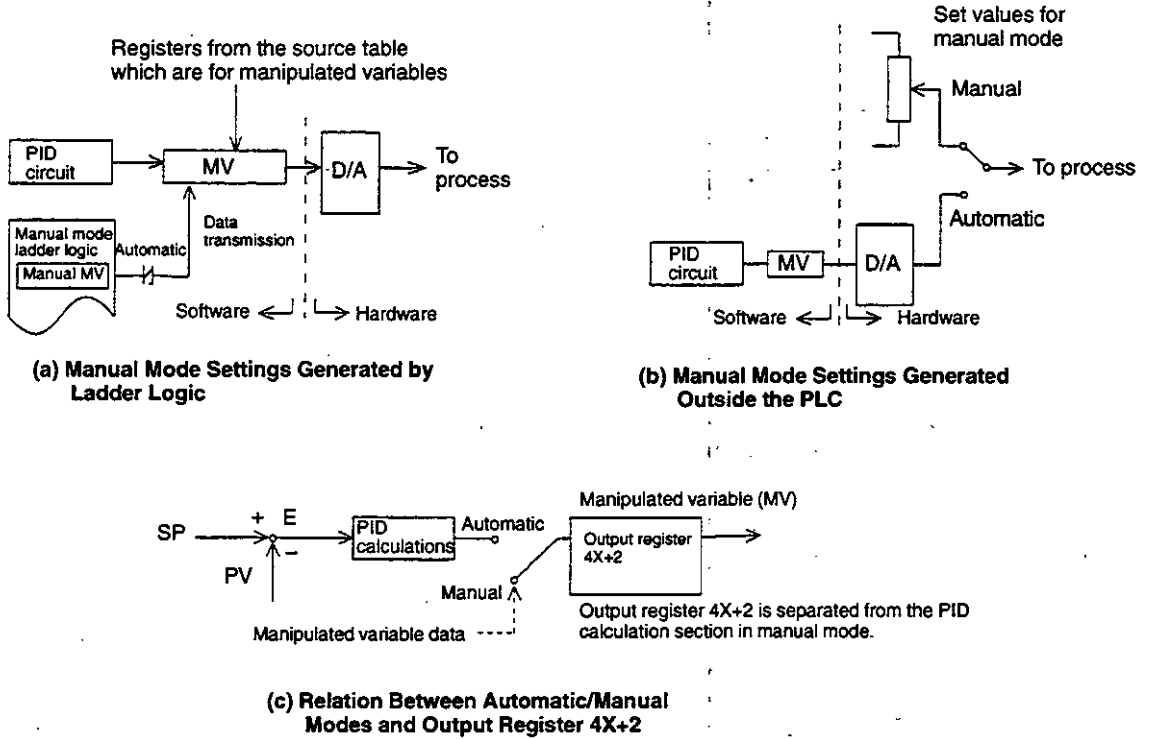 Registers from the source table
which are for manipulated variables
PID
circuit
MV
D/A
To
process
Manual mode
ladder logic
Manual MV
Automatic
Data
transmission
Software
Hardware
(a) Manual Mode Settings Generated by
Ladder Logic
Set values for
manual mode
Manual
To process
Automatic
PID
circuit
MV
D/A
Software
Hardware
(b) Manual Mode Settings Generated
Outside the PLC
SP
+ E
−
PV
PID
calculations
Automatic
Manual
Manipulated variable data
Manipulated variable (MV)
Output register
4X+2
Output register 4X+2 is separated from the PID
calculation section in manual mode.
(c) Relation Between Automatic/Manual
Modes and Output Register 4X+2